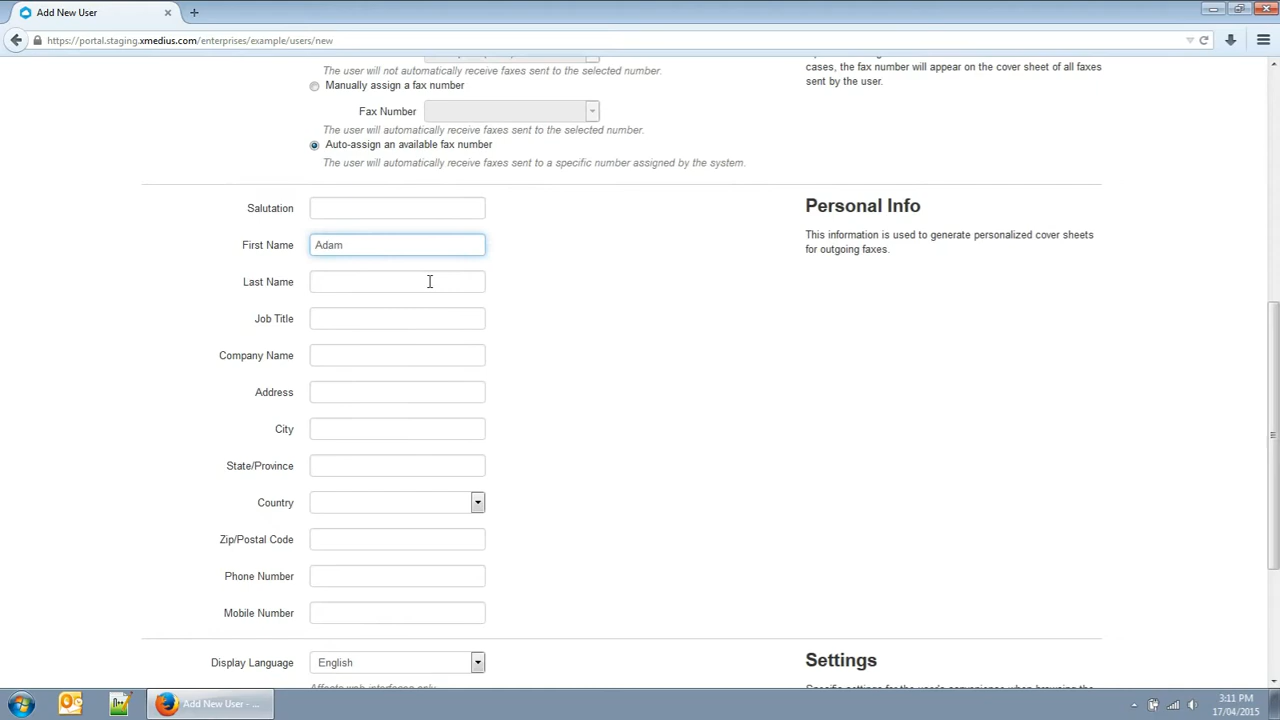 Add New User
https://portal.staging.xmedius.com/enterprises/example/users/new
The user will not automatically receive faxes sent to the selected number.
Manually assign a fax number
Fax Number
The user will automatically receive faxes sent to the selected number.
Auto-assign an available fax number
The user will automatically receive faxes sent to a specific number assigned by the system.
cases, the fax number will appear on the cover sheet of all faxes
sent by the user.
Salutation
First Name Adam
Last Name
Job Title
Company Name
Address
City
State/Province
Country
Zip/Postal Code
Phone Number
Mobile Number
Personal Info
This information is used to generate personalized cover sheets
for outgoing faxes.
Display Language English
Settings
Add New User - ...
3:11 PM
17/04/2015